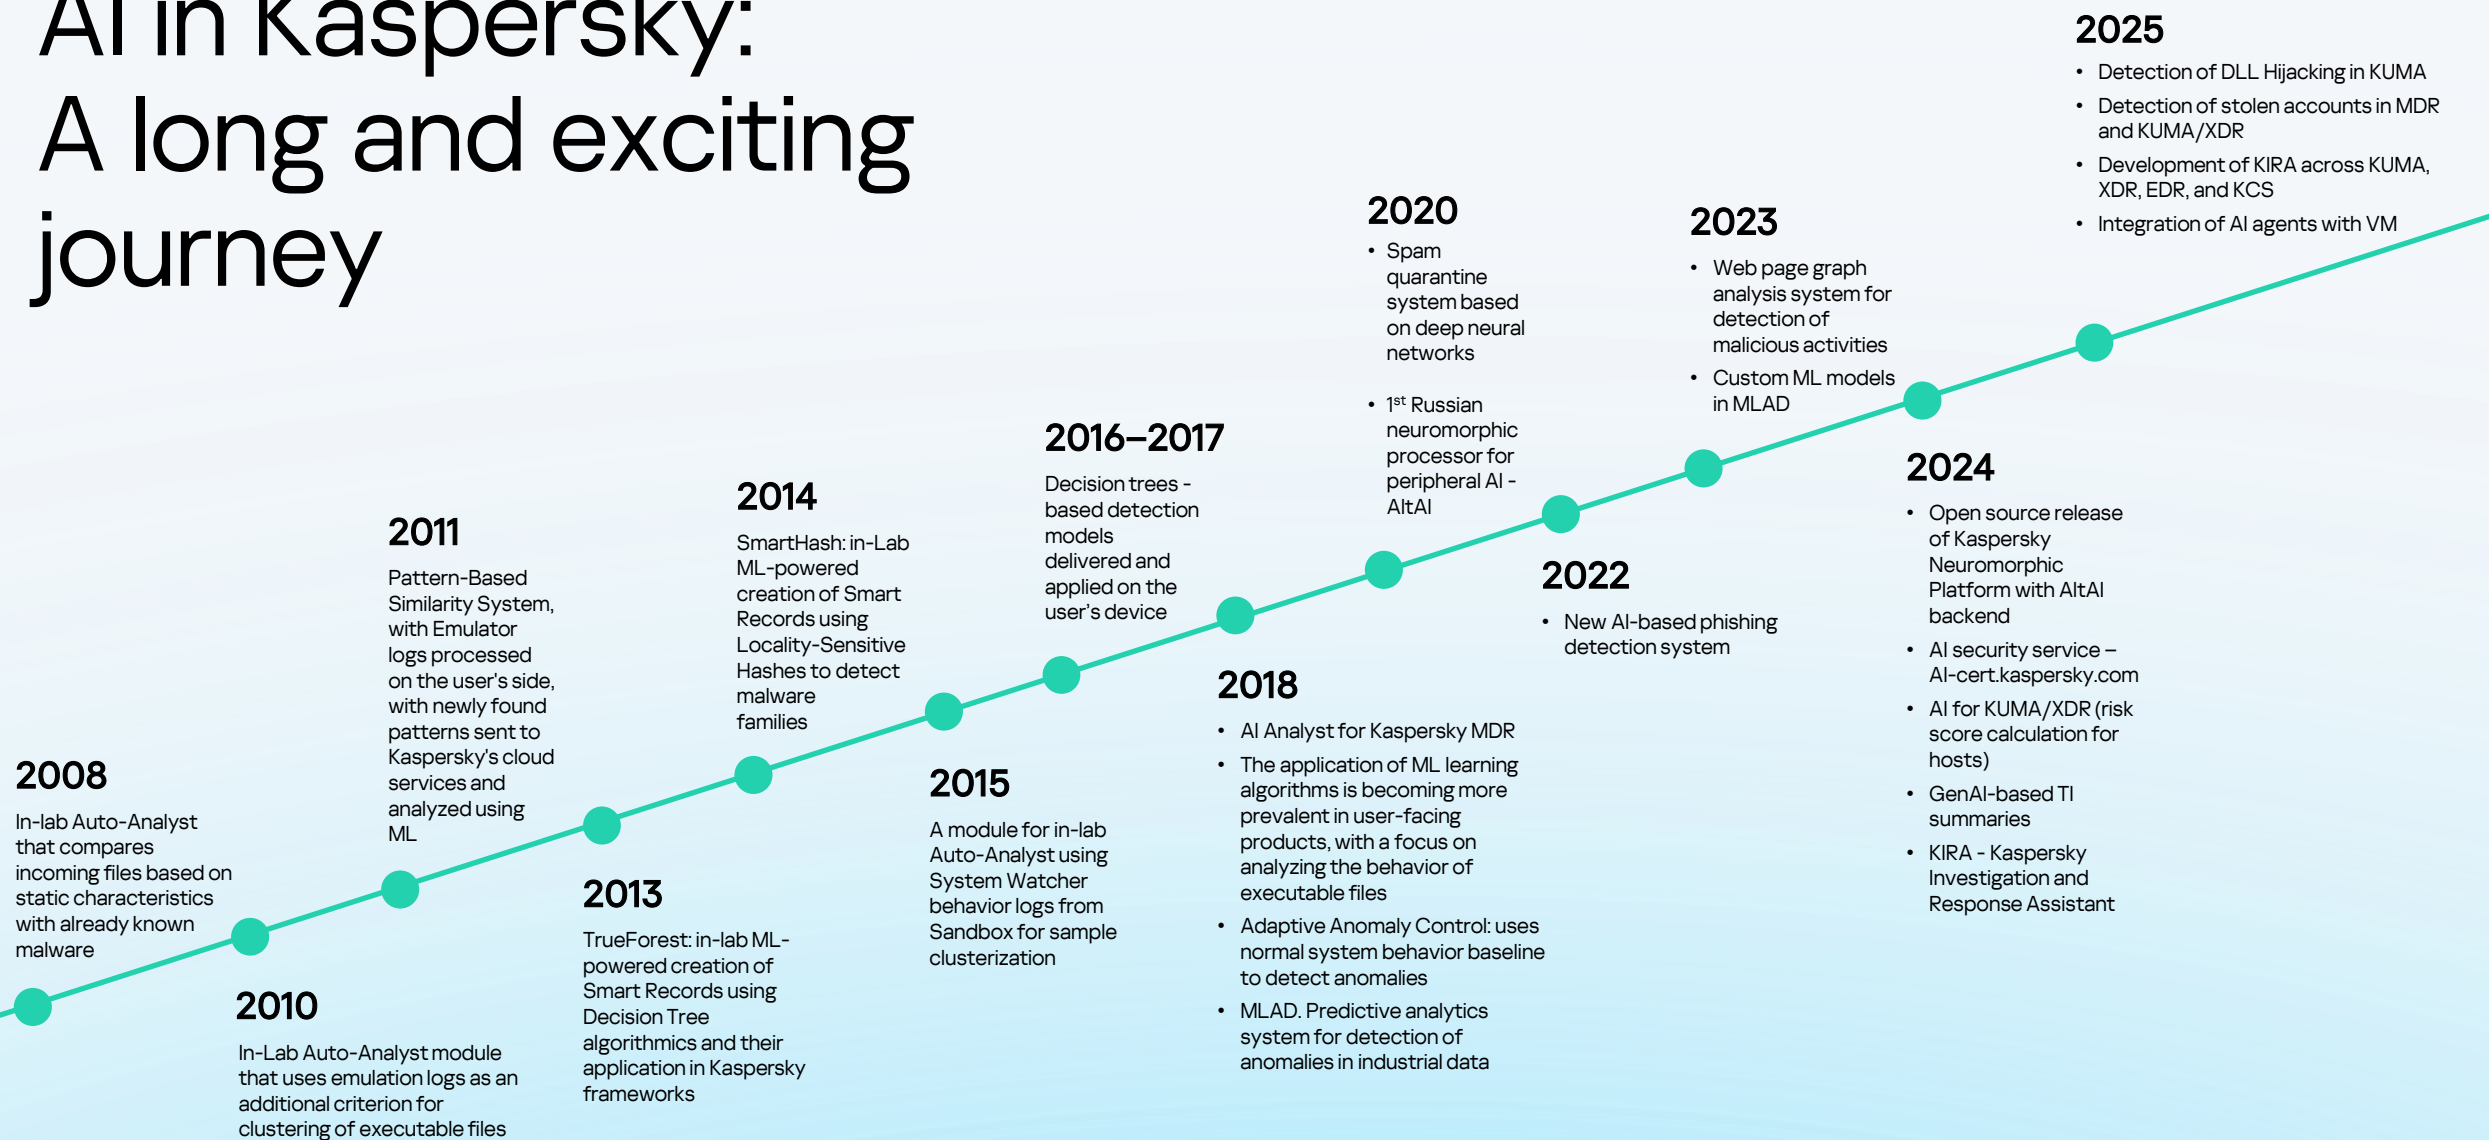 AI in Kaspersky:
A long and exciting
journey
2008
In-lab Auto-Analyst
that compares
incoming files based on
static characteristics
with already known
malware
2010
In-Lab Auto-Analyst module
that uses emulation logs as an
additional criterion for
clustering of executable files
2011
Pattern-Based
Similarity System,
with Emulator
logs processed
on the user's side,
with newly found
patterns sent to
Kaspersky's cloud
services and
analyzed using
ML
2013
TrueForest: in-lab ML-
powered creation of
Smart Records using
Decision Tree
algorithmics and their
application in Kaspersky
frameworks
2014
SmartHash: in-Lab
ML-powered
creation of Smart
Records using
Locality-Sensitive
Hashes to detect
malware
families
2015
A module for in-lab
Auto-Analyst using
System Watcher
behavior logs from
Sandbox for sample
clusterization
2016–2017
Decision trees -
based detection
models
delivered and
applied on the
user’s device
2018
• AI Analyst for Kaspersky MDR
• The application of ML learning
algorithms is becoming more
prevalent in user-facing
products, with a focus on
analyzing the behavior of
executable files
• Adaptive Anomaly Control: uses
normal system behavior baseline
to detect anomalies
• MLAD. Predictive analytics
system for detection of
anomalies in industrial data
2020
• Spam
quarantine
system based
on deep neural
networks
• 1st Russian
neuromorphic
processor for
peripheral AI -
AltAI
2022
• New AI-based phishing
detection system
2023
• Web page graph
analysis system for
detection of
malicious activities
• Custom ML models
in MLAD
2024
• Open source release
of Kaspersky
Neuromorphic
Platform with AltAI
backend
• AI security service –
AI-cert.kaspersky.com
• AI for KUMA/XDR (risk
score calculation for
hosts)
• GenAI-based TI
summaries
• KIRA - Kaspersky
Investigation and
Response Assistant
2025
• Detection of DLL Hijacking in KUMA
• Detection of stolen accounts in MDR
and KUMA/XDR
• Development of KIRA across KUMA,
XDR, EDR, and KCS
• Integration of AI agents with VM